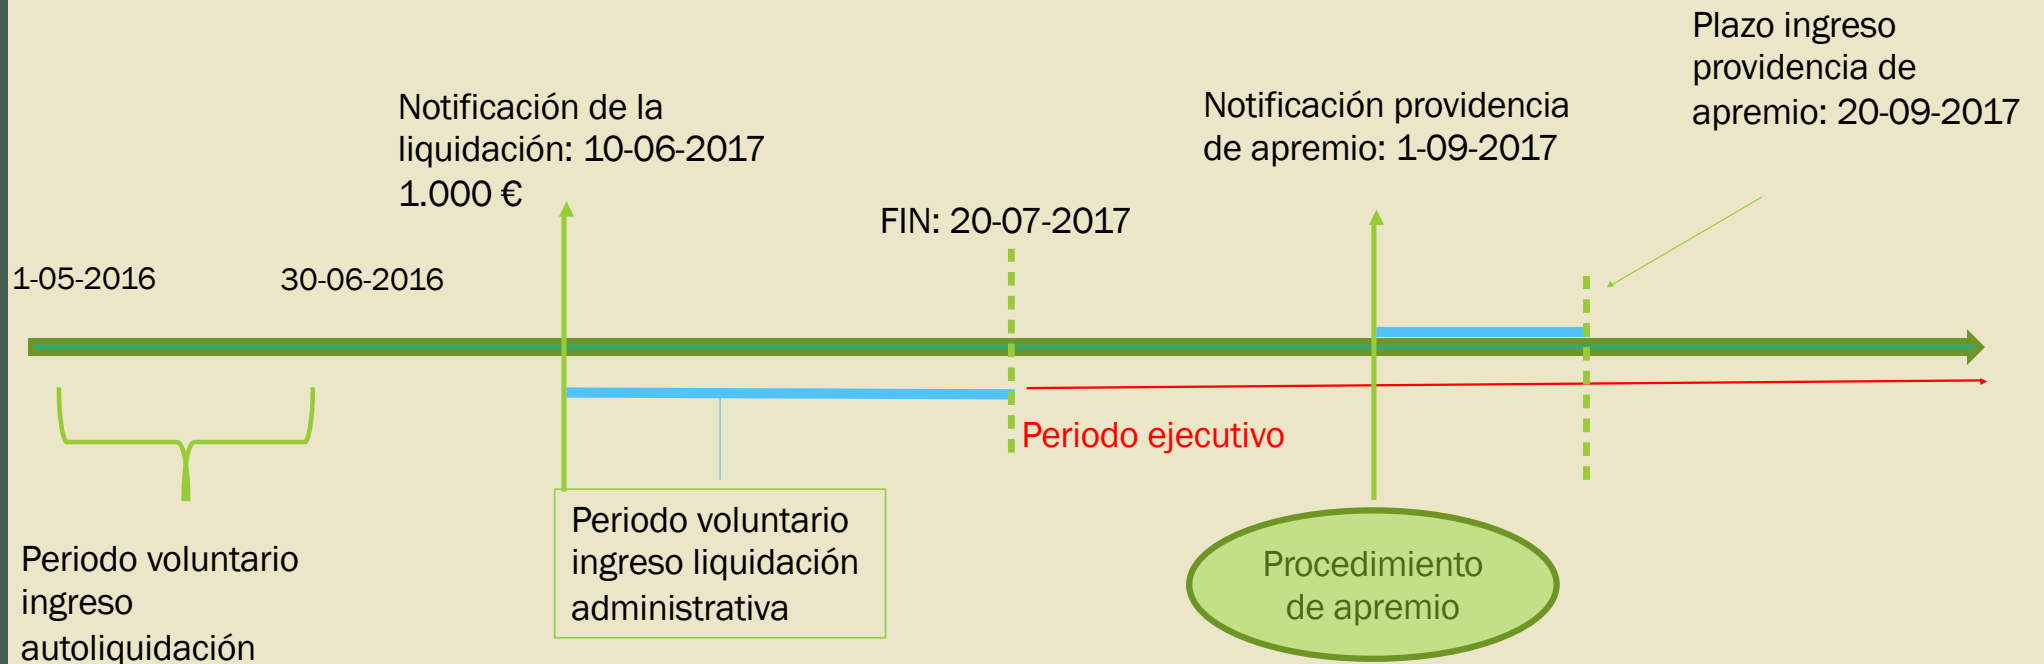 Plazo ingreso
providencia de
apremio: 20-09-2017
Notificación de la
liquidación: 10-06-2017
1.000 €
Notificación providencia
de apremio: 1-09-2017
FIN: 20-07-2017
1-05-2016
30-06-2016
Periodo ejecutivo
Periodo voluntario
ingreso
autoliquidación
Periodo voluntario
ingreso liquidación
administrativa
Procedimiento
de apremio